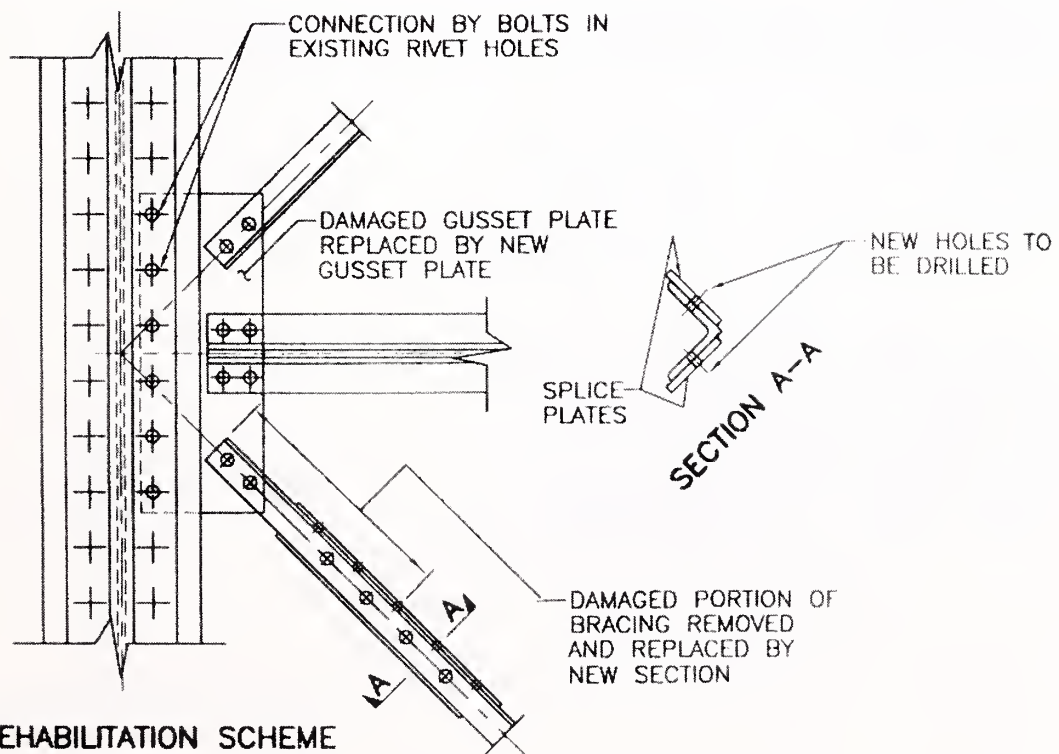 CONNECTION BY BOLTS IN
EXISTING RIVET HOLES
DAMAGED GUSSET PLATE
REPLACED BY NEW
GUSSET PLATE
NEW HOLES TO
BE DRILLED
SPLICE
PLATES
SECTION A-A
A
A
DAMAGED PORTION OF
BRACING REMOVED
AND REPLACED BY
NEW SECTION
EHABILITATION SCHEME